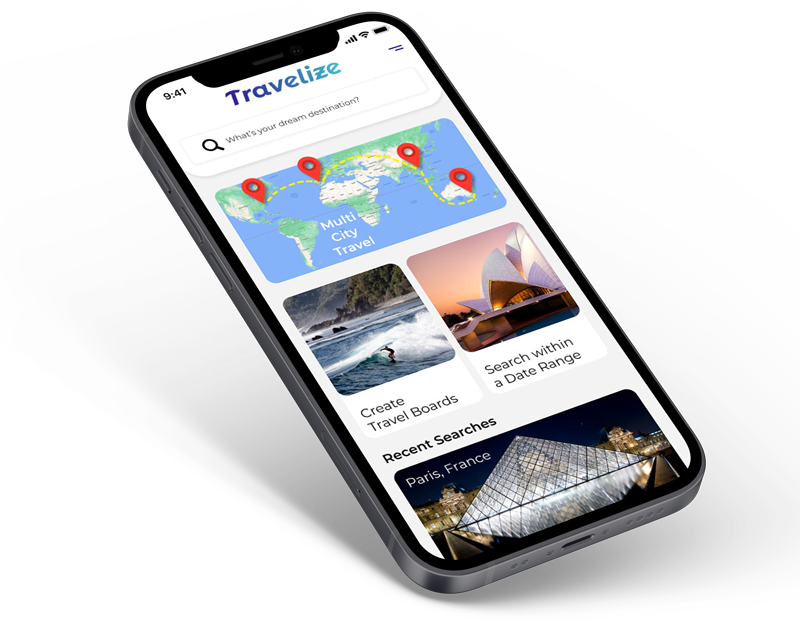 9:41
Travelize
What's your dream destination?
Multi
City
Travel
Create
Travel Boards
Search within
a Date Range
Recent Searches
Paris, France